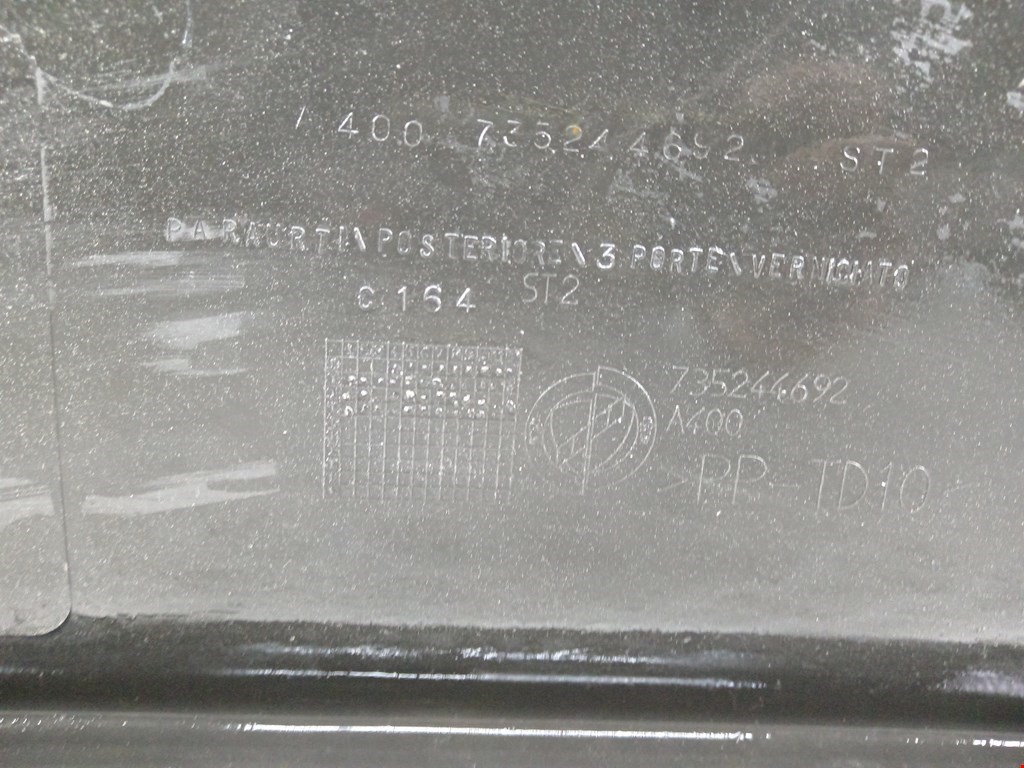 A 400 735244692 ST2
PARAURTI\POSTERIORE\3 PORTE\VERNICIATO
C164 ST2
735244692
A400
>PP-TD10<